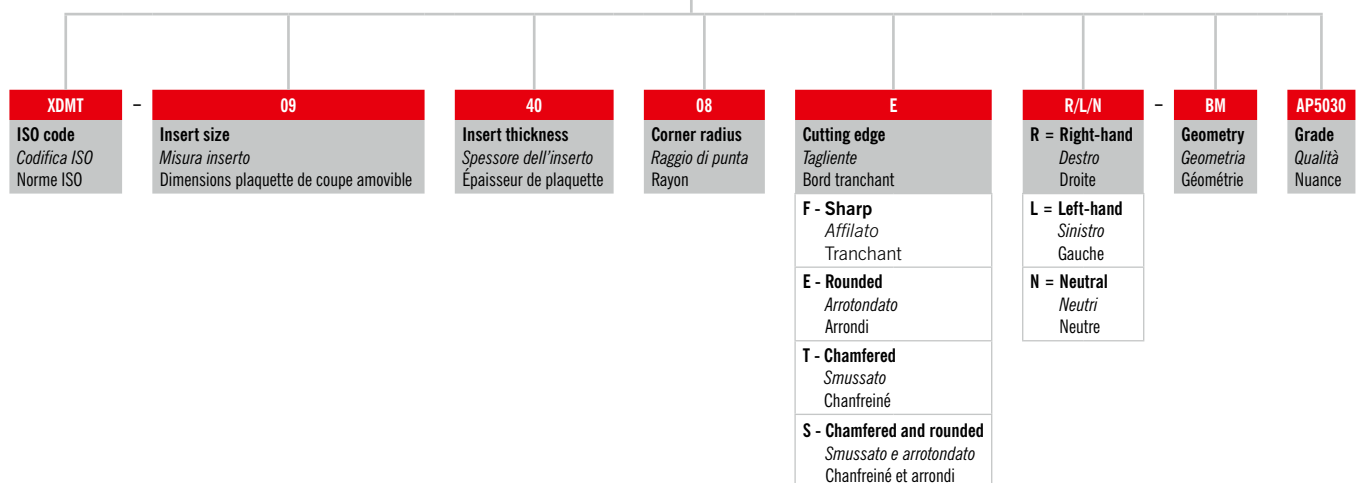 XDMT – 09 40 08 E R/L/N – BM AP5030
ISO code
Codifica ISO
Norme ISO
Insert size
Misura inserto
Dimensions plaquette de coupe amovible
Insert thickness
Spessore dell'inserto
Épaisseur de plaquette
Corner radius
Raggio di punta
Rayon
Cutting edge
Tagliente
Bord tranchant
F - Sharp
Affilato
Tranchant
E - Rounded
Arrotondato
Arrondi
T - Chamfered
Smussato
Chanfreiné
S - Chamfered and rounded
Smussato e arrotondato
Chanfreiné et arrondi
R = Right-hand
Destro
Droite
L = Left-hand
Sinistro
Gauche
N = Neutral
Neutri
Neutre
Geometry
Geometria
Géométrie
Grade
Qualità
Nuance